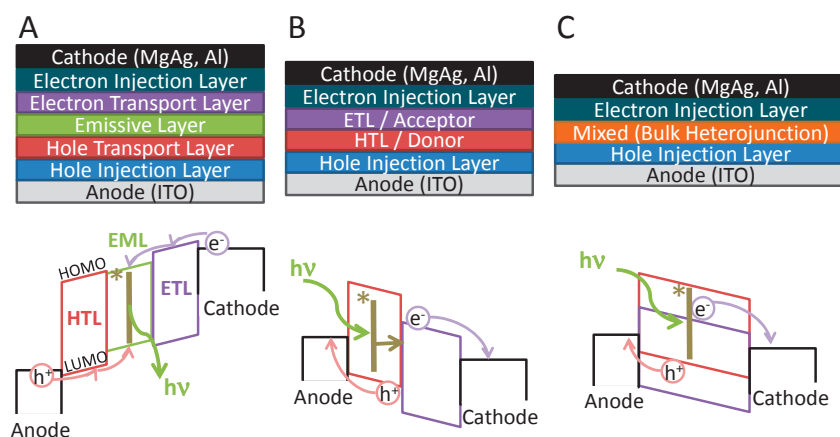 A
Cathode (MgAg, Al)
Electron Injection Layer
Electron Transport Layer
Emissive Layer
Hole Transport Layer
Hole Injection Layer
Anode (ITO)
B
Cathode (MgAg, Al)
Electron Injection Layer
ETL / Acceptor
HTL / Donor
Hole Injection Layer
Anode (ITO)
C
Cathode (MgAg, Al)
Electron Injection Layer
Mixed (Bulk Heterojunction)
Hole Injection Layer
Anode (ITO)
EML
e-
HOMO
*
HTL
ETL
Cathode
LUMO
h+
hν
Anode
hν
*
e-
h+
Anode
Cathode
hν
*
e-
h+
Anode
Cathode